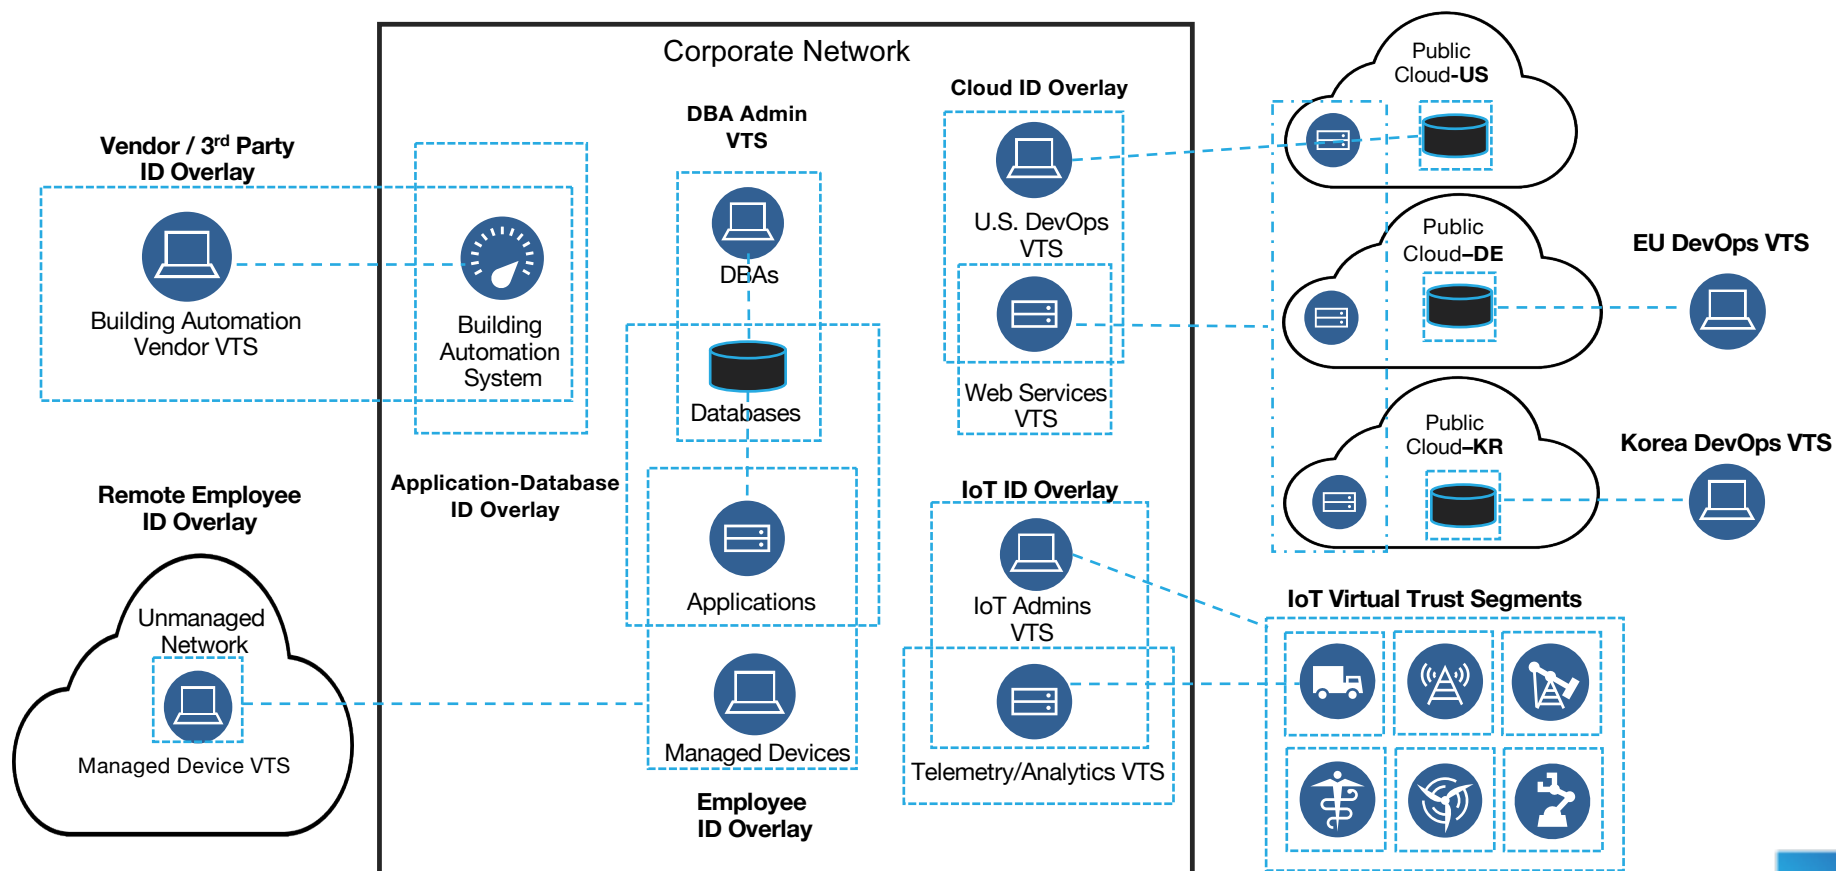 Corporate Network
Vendor / 3rd Party
ID Overlay
Building Automation
Vendor VTS
Building
Automation
System
DBA Admin
VTS
DBAs
Databases
Application-Database
ID Overlay
Applications
Managed Devices
Employee
ID Overlay
Remote Employee
ID Overlay
Unmanaged
Network
Managed Device VTS
Cloud ID Overlay
U.S. DevOps
VTS
Web Services
VTS
IoT ID Overlay
IoT Admins
VTS
Telemetry/Analytics VTS
Public
Cloud-US
Public
Cloud–DE
EU DevOps VTS
Public
Cloud–KR
Korea DevOps VTS
IoT Virtual Trust Segments